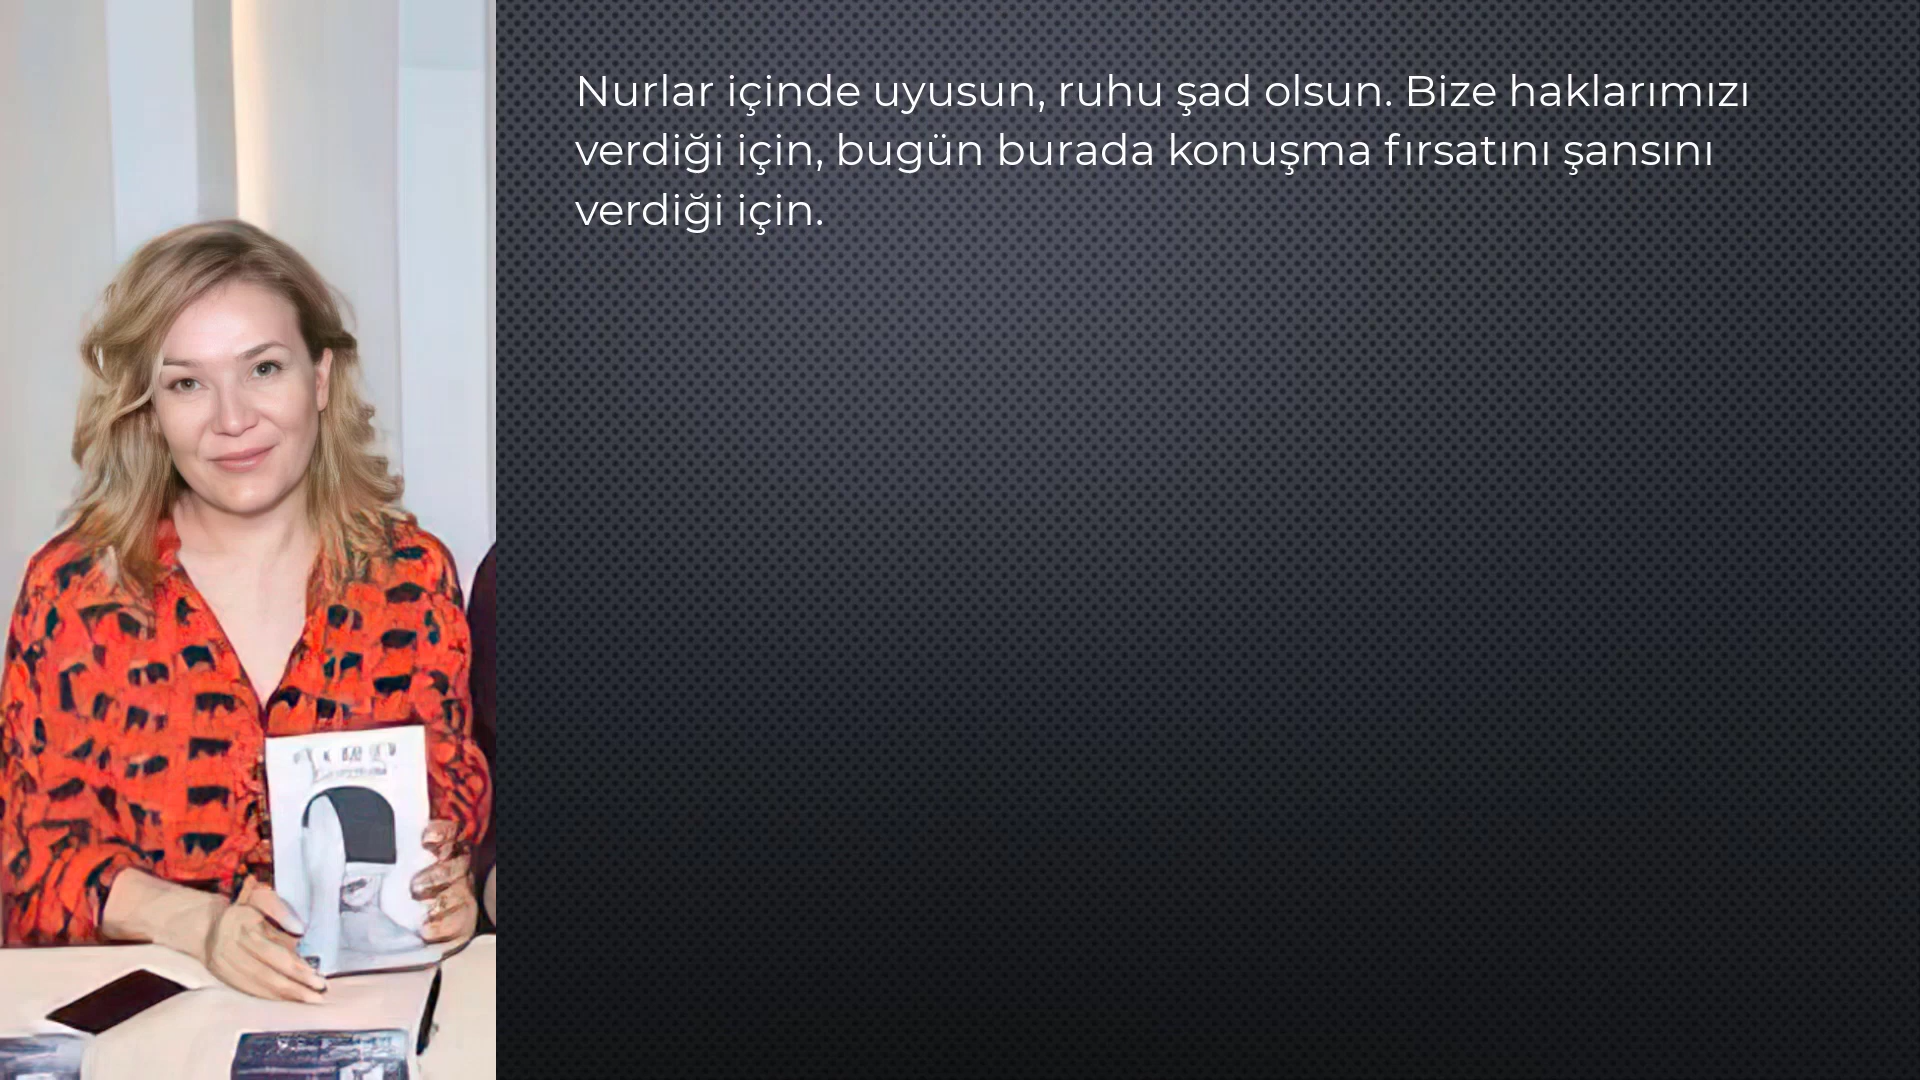 Nurlar içinde uyusun, ruhu şad olsun. Bize haklarımızı
verdiği için, bugün burada konuşma fırsatını şansını
verdiği için.